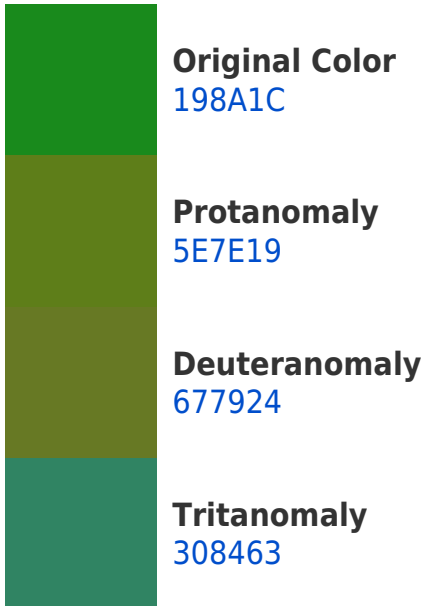 Original Color
198A1C
Protanomaly
5E7E19
Deuteranomaly
677924
Tritanomaly
308463